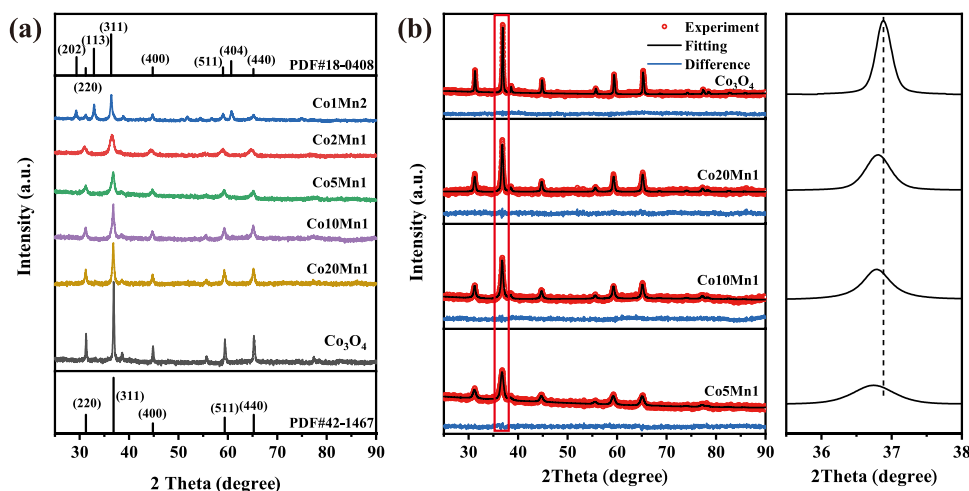 (a)
(311)
(113)
(202)
(404)
(511)
(400)
(440)
PDF#18-0408
(220)
Co1Mn2
Co2Mn1
Co5Mn1
Co10Mn1
Co20Mn1
Co₃O₄
(311)
(220)
(400)
(511)
(440)
PDF#42-1467
30 40 50 60 70 80 90
2 Theta (degree)
Intensity (a.u.)
(b)
Experiment
Fitting
Difference
Co₃O₄
Co20Mn1
Co10Mn1
Co5Mn1
30 40 50 60 70 80 90
2Theta (degree)
Intensity (a.u.)
36 37 38
2Theta (degree)